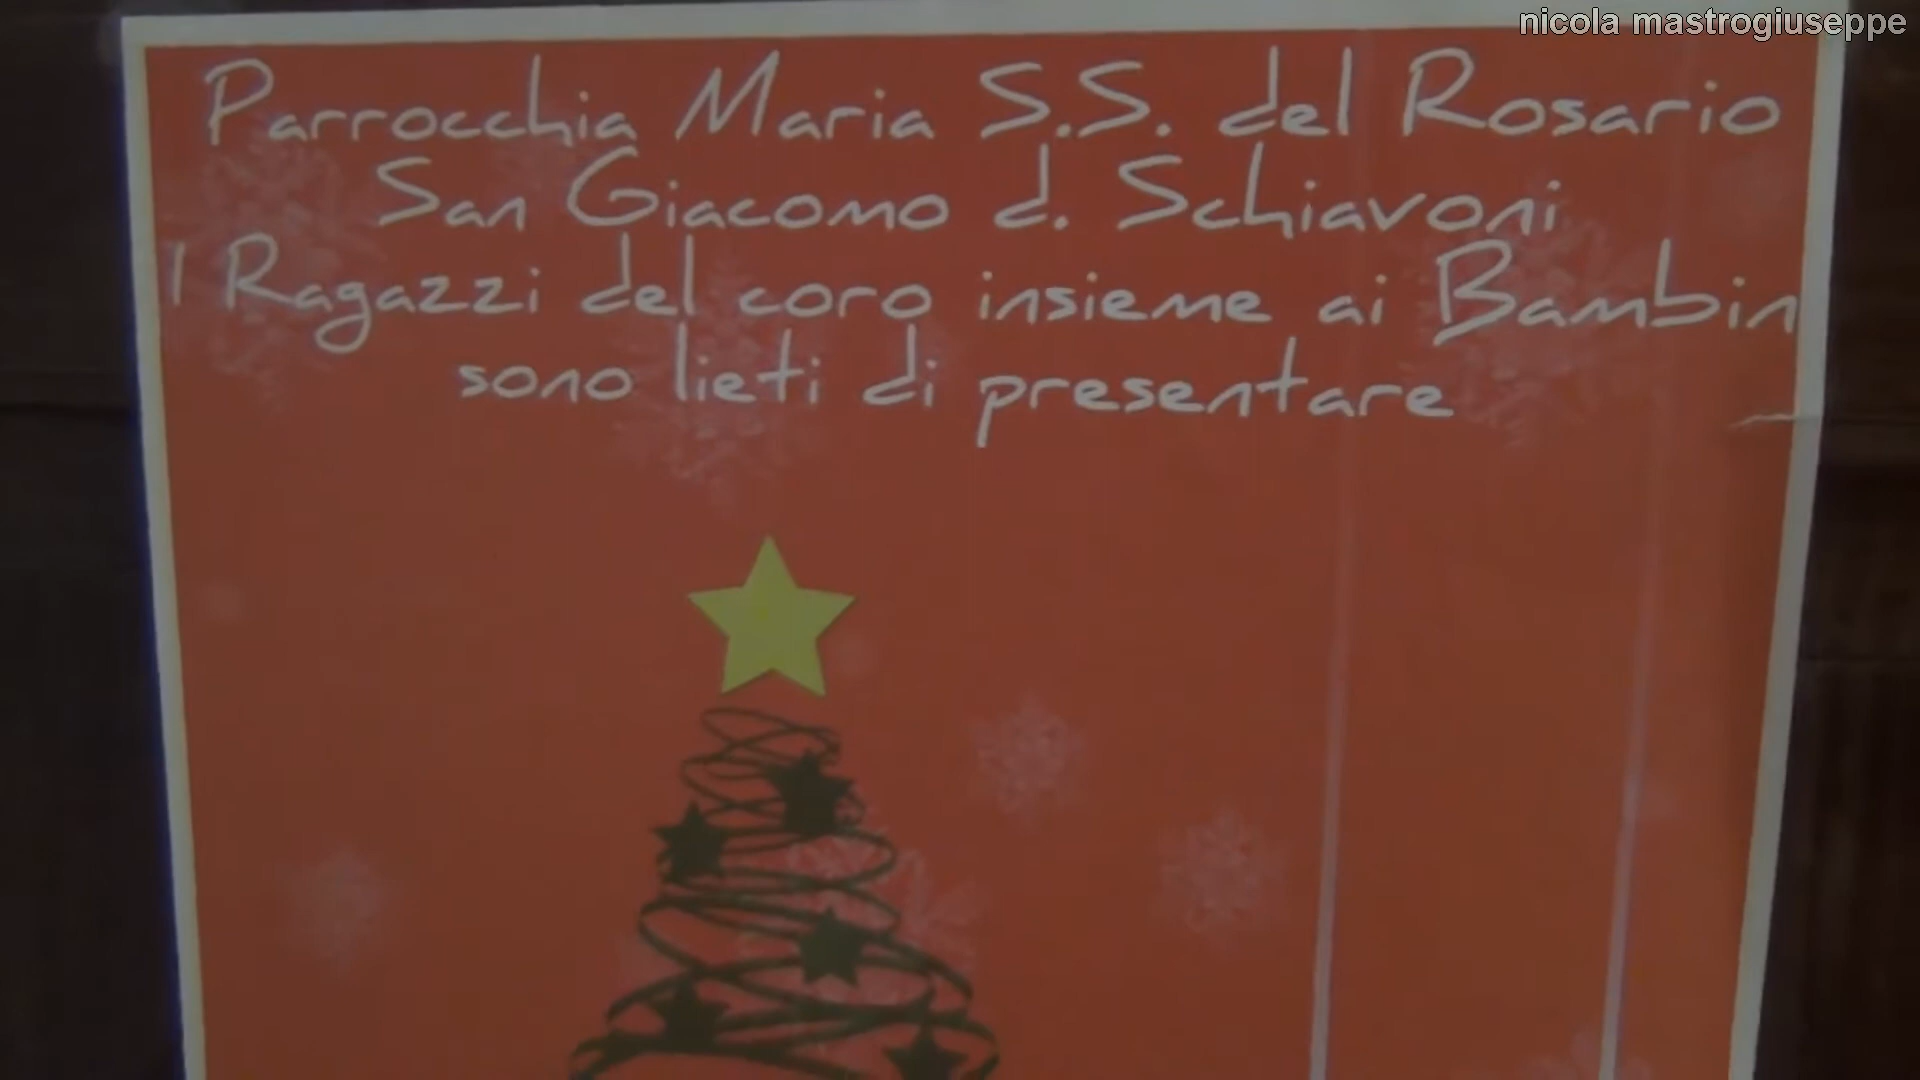 nicola mastrogiuseppe
Parrocchia Maria S.S. del Rosario
San Giacomo d. Schiavoni
I Ragazzi del coro insieme ai Bambin
sono lieti di presentare